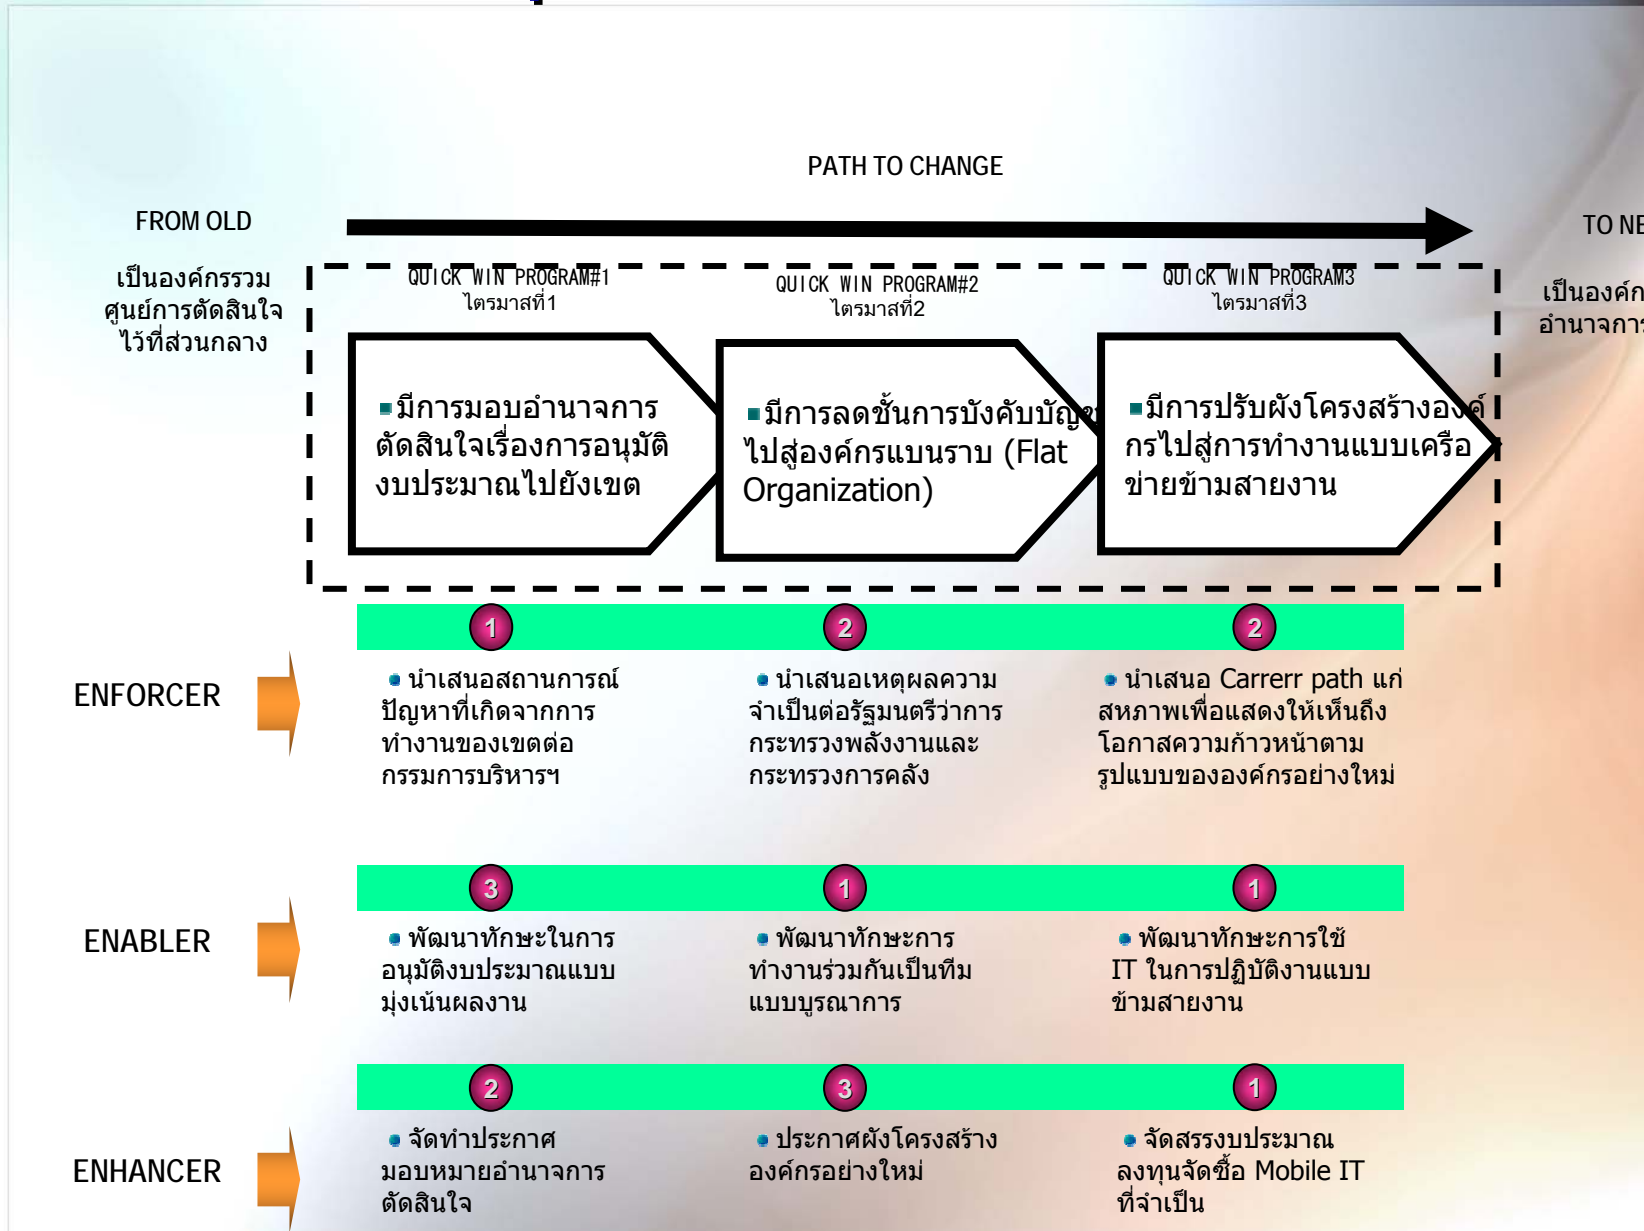 PATH TO CHANGE
FROM OLD
TO NE
เป็นองค์กรรวม
ศูนย์การตัดสินใจ
ไว้ที่ส่วนกลาง
QUICK WIN PROGRAM#1
ไตรมาสที่1
QUICK WIN PROGRAM#2
ไตรมาสที่2
QUICK WIN PROGRAM3
ไตรมาสที่3
เป็นองค์ก
อำนาจการ
มีการมอบอำนาจการ
ตัดสินใจเรื่องการอนุมัติ
งบประมาณไปยังเขต
มีการลดชั้นการบังคับบัญช
ไปสู่องค์กรแบนราบ (Flat
Organization)
มีการปรับผังโครงสร้างองค์
กรไปสู่การทำงานแบบเครือ
ข่ายข้ามสายงาน
1
2
2
ENFORCER
นำเสนอสถานการณ์
ปัญหาที่เกิดจากการ
ทำงานของเขตต่อ
กรรมการบริหารฯ
นำเสนอเหตุผลความ
จำเป็นต่อรัฐมนตรีว่าการ
กระทรวงพลังงานและ
กระทรวงการคลัง
นำเสนอ Carrerr path แก่
สหภาพเพื่อแสดงให้เห็นถึง
โอกาสความก้าวหน้าตาม
รูปแบบขององค์กรอย่างใหม่
3
1
1
ENABLER
พัฒนาทักษะในการ
อนุมัติงบประมาณแบบ
มุ่งเน้นผลงาน
พัฒนาทักษะการ
ทำงานร่วมกันเป็นทีม
แบบบูรณาการ
พัฒนาทักษะการใช้
IT ในการปฏิบัติงานแบบ
ข้ามสายงาน
2
3
1
ENHANCER
จัดทำประกาศ
มอบหมายอำนาจการ
ตัดสินใจ
ประกาศผังโครงสร้าง
องค์กรอย่างใหม่
จัดสรรงบประมาณ
ลงทุนจัดซื้อ Mobile IT
ที่จำเป็น